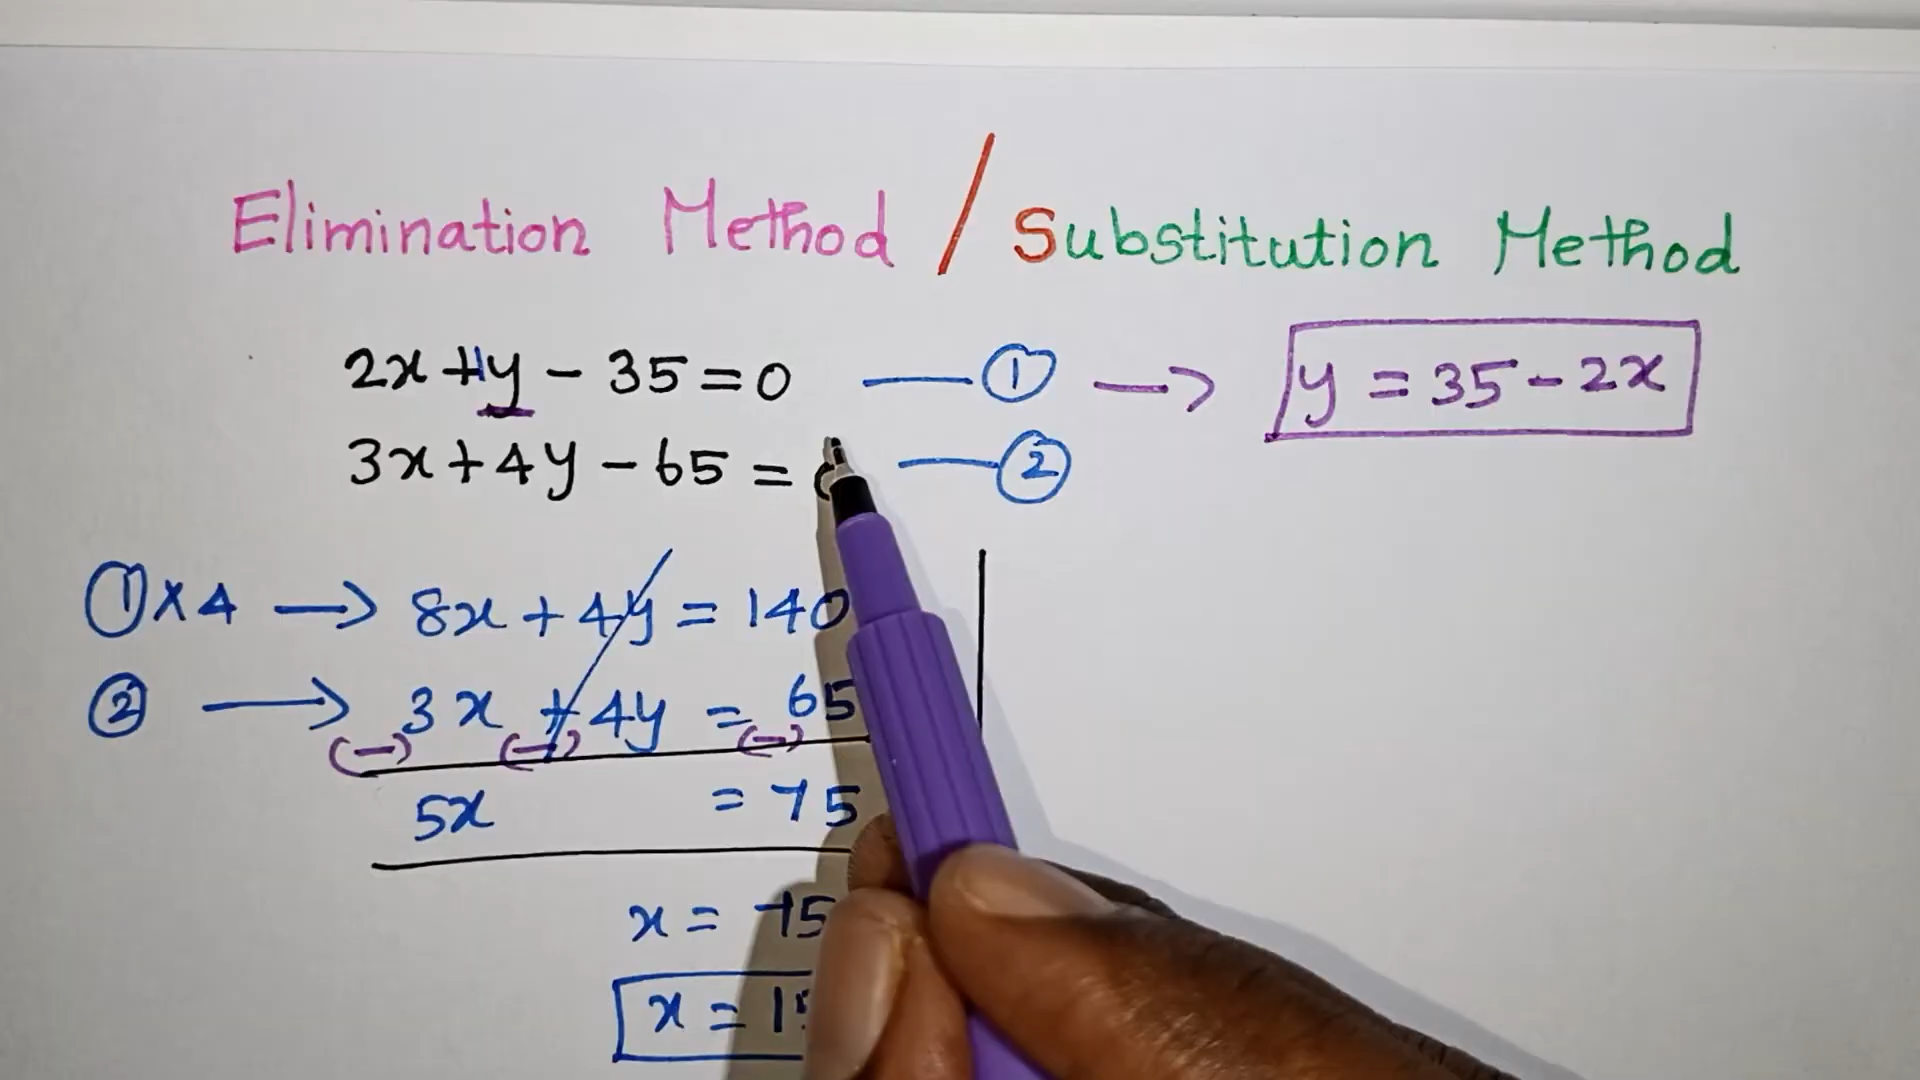 Elimination Method / Substitution Method
2x+1y - 35 = 0 — ① → y = 35 - 2x
3x+4y - 65 = — ②
① x 4 → 8x + 4y = 140
② → 3x + 4y = 65
(-) (-) (-)
5x = 75
x = 75
x = 1